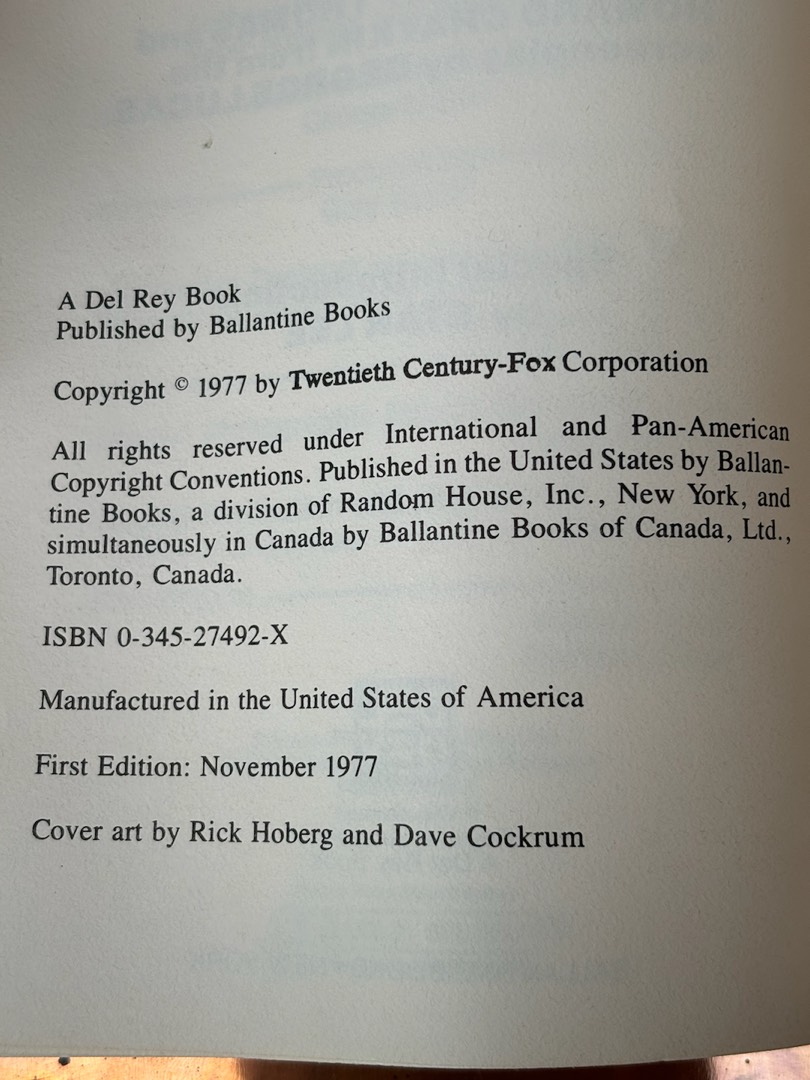 A Del Rey Book
Published by Ballantine Books
Copyright © 1977 by Twentieth Century-Fox Corporation
All rights reserved under International and Pan-American
Copyright Conventions. Published in the United States by Ballan-
tine Books, a division of Random House, Inc., New York, and
simultaneously in Canada by Ballantine Books of Canada, Ltd.,
Toronto, Canada.
ISBN 0-345-27492-X
Manufactured in the United States of America
First Edition: November 1977
Cover art by Rick Hoberg and Dave Cockrum